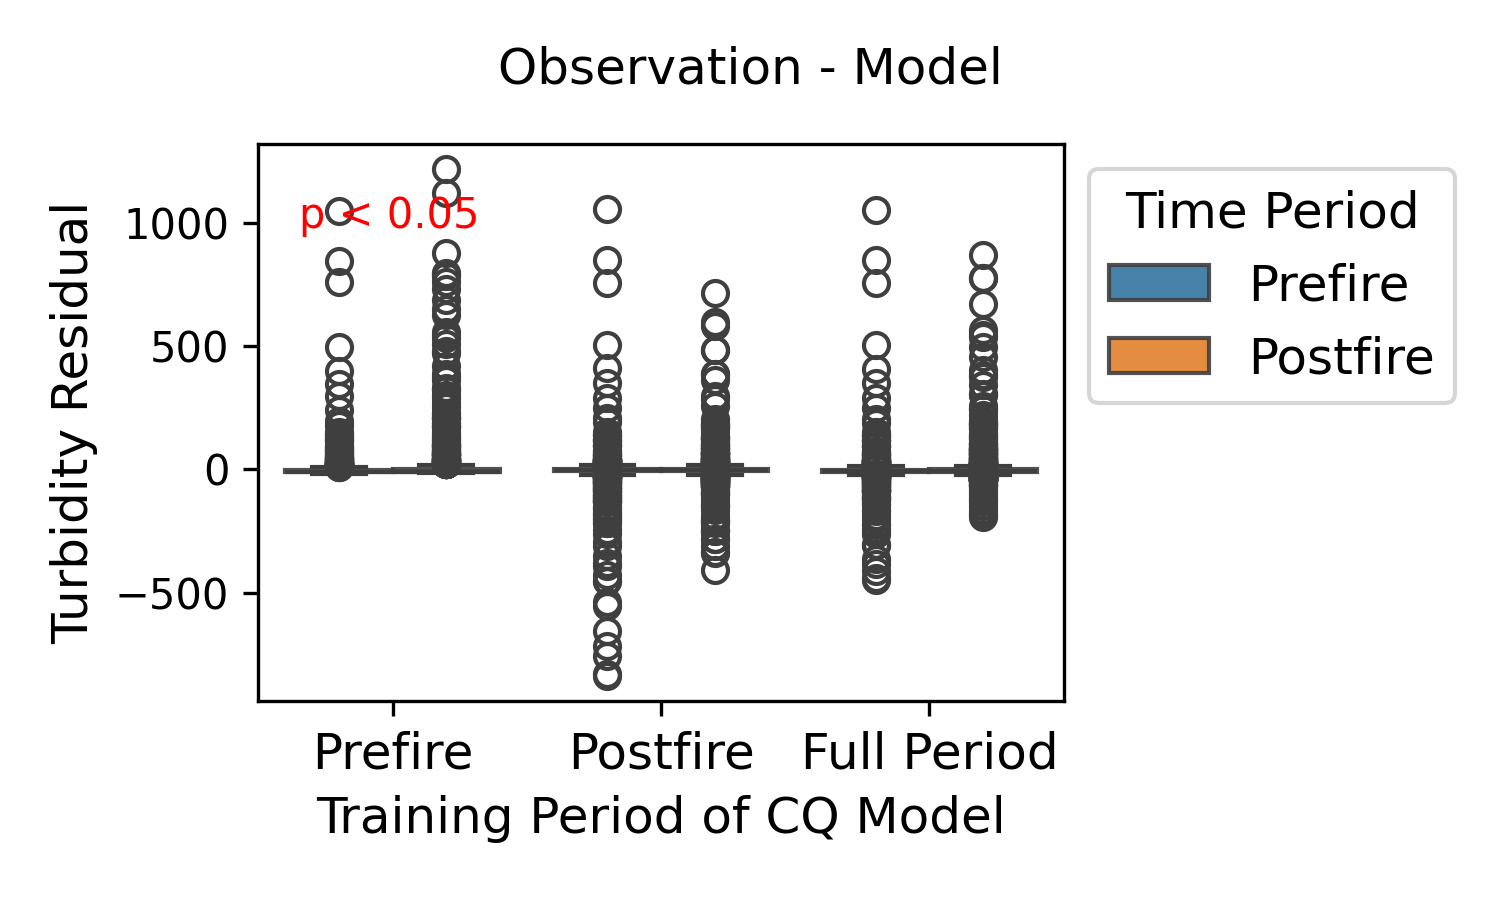 Observation - Model
Turbidity Residual
1000
500
0
−500
p < 0.05
Time Period
Prefire
Postfire
Prefire Postfire Full Period
Training Period of CQ Model